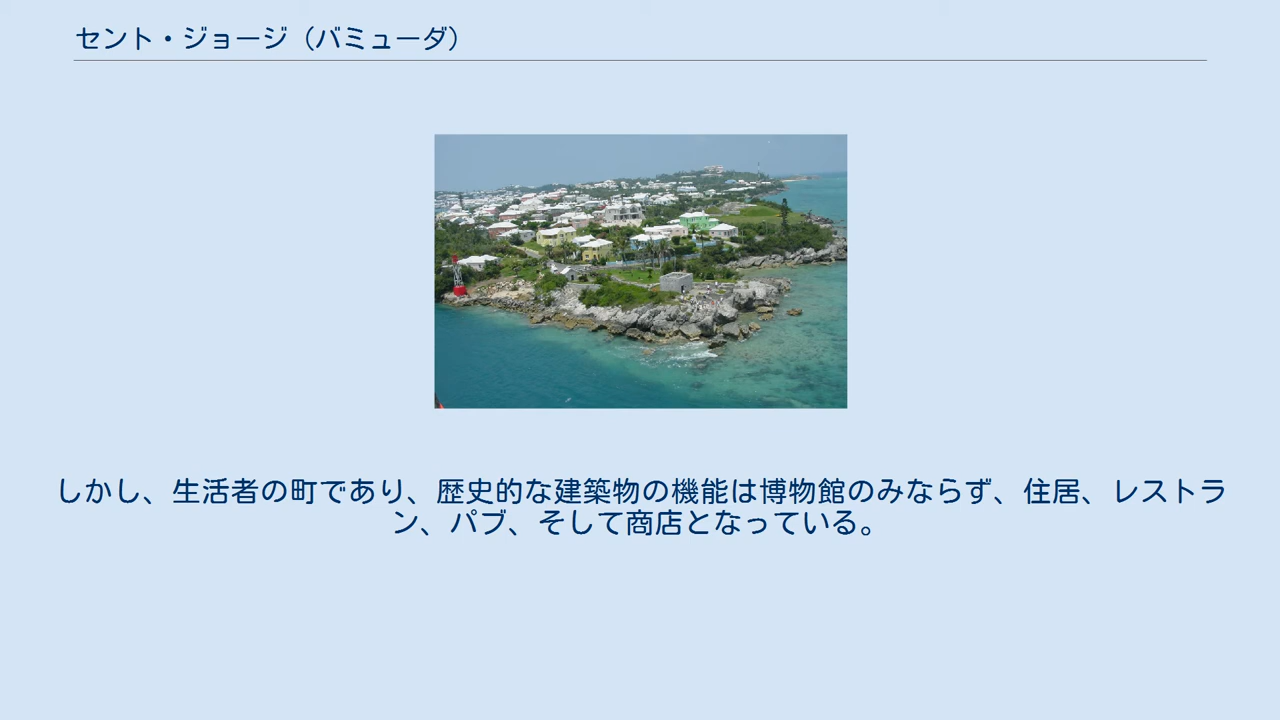 セント・ジョージ（バミューダ）
しかし、生活者の町であり、歴史的な建築物の機能は博物館のみならず、住居、レストラ
ン、パブ、そして商店となっている。